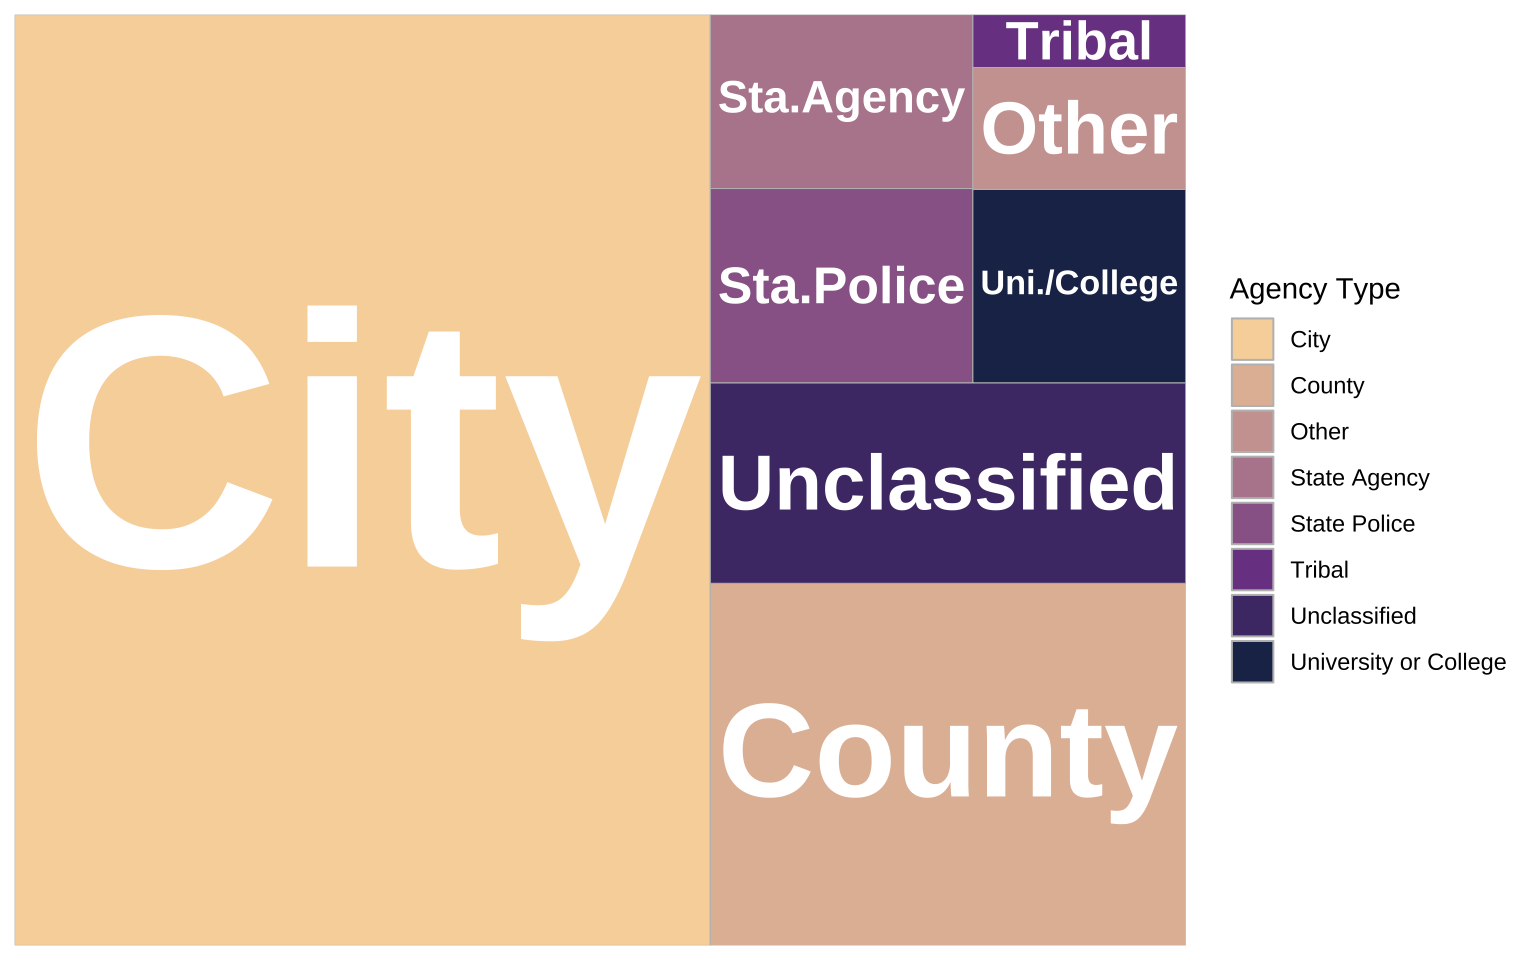 City
Sta.Agency
Tribal
Other
Sta.Police
Uni./College
Unclassified
County
Agency Type
City
County
Other
State Agency
State Police
Tribal
Unclassified
University or College